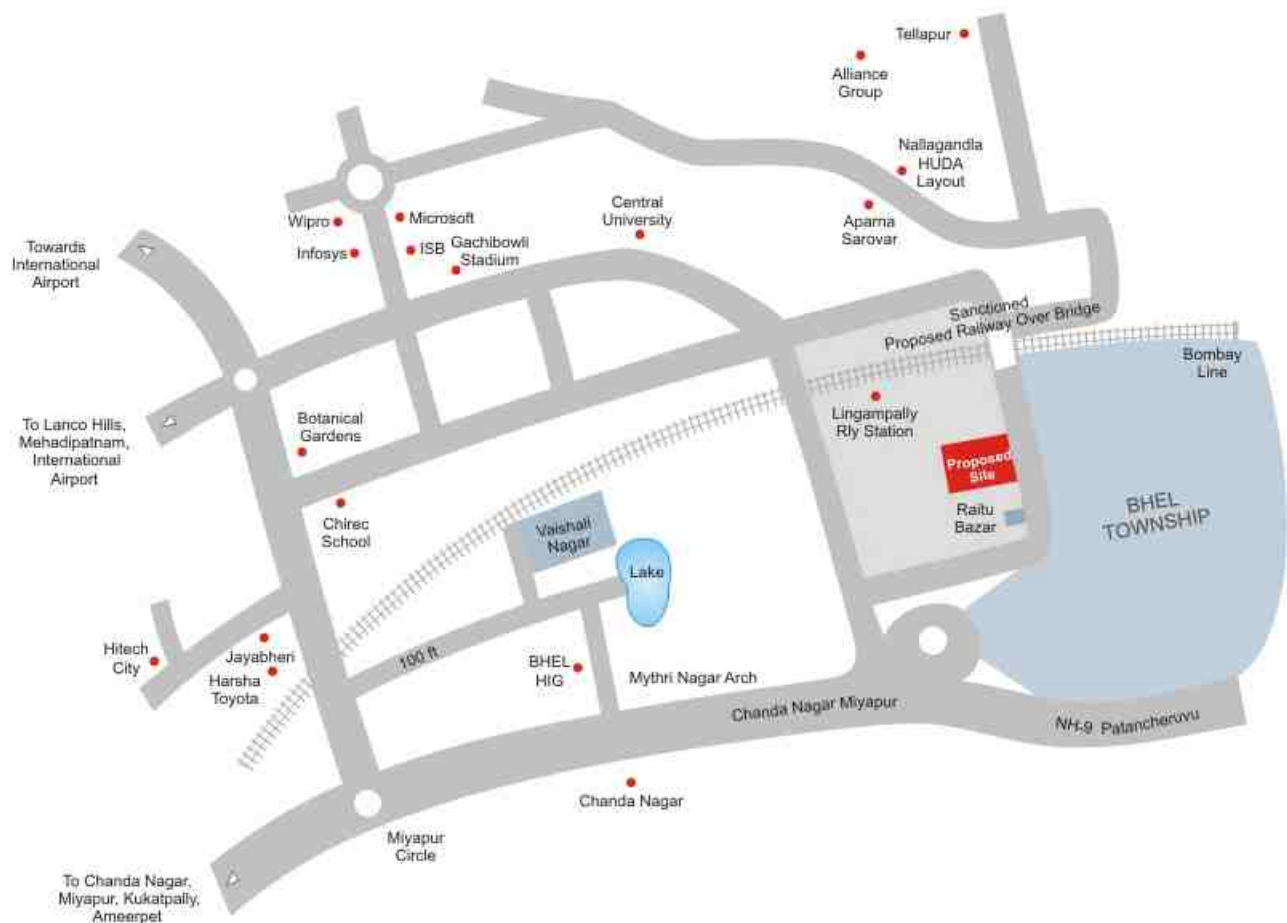 Tellapur
Alliance
Group
Nallagandla
HUDA
Layout
Central
University
Aparna
Sarovar
Wipro
Microsoft
Infosys
ISB
Gachibowli
Stadium
Towards
International
Airport
Sanctioned
Proposed Railway Over Bridge
Bombay
Line
To Lanco Hills,
Mehadipatnam,
International
Airport
Botanical
Gardens
Lingampally
Rly Station
Proposed
Site
Chirec
School
Vaishali
Nagar
Raitu
Bazar
BHEL
TOWNSHIP
Lake
Hitech
City
Jayabheri
Harsha
Toyota
100 ft
BHEL
HIG
Mythri Nagar Arch
Chanda Nagar Miyapur
NH-9 Patancheruvu
Chanda Nagar
Miyapur
Circle
To Chanda Nagar,
Miyapur, Kukatpally,
Ameerpet